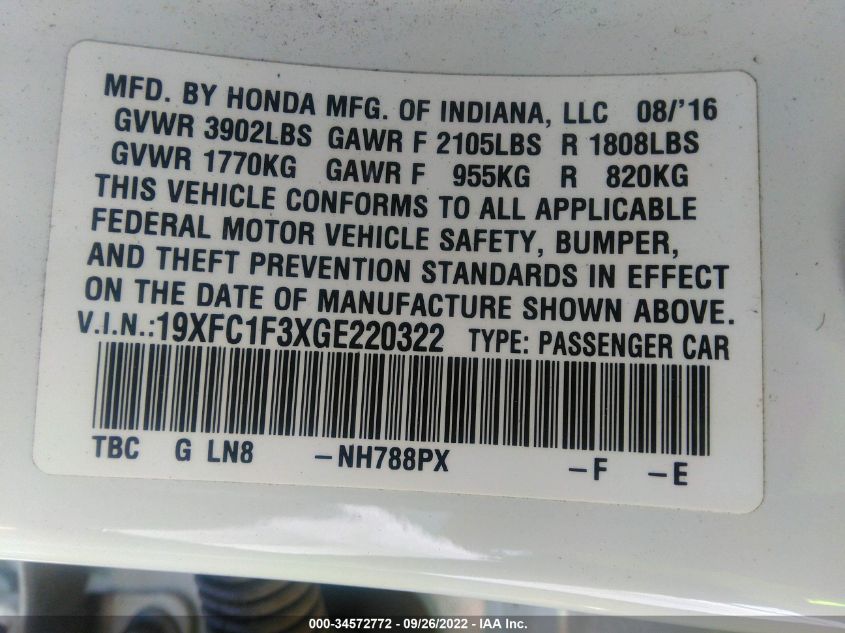 MFD. BY HONDA MFG. OF INDIANA, LLC 08/'16
GVWR 3902LBS GAWR F 2105LBS R 1808LBS
GVWR 1770KG GAWR F 955KG R 820KG
THIS VEHICLE CONFORMS TO ALL APPLICABLE
FEDERAL MOTOR VEHICLE SAFETY, BUMPER,
AND THEFT PREVENTION STANDARDS IN EFFECT
ON THE DATE OF MANUFACTURE SHOWN ABOVE.
V.I.N.:19XFC1F3XGE220322 TYPE: PASSENGER CAR
TBC G LN8 -NH788PX -F -E
000-34572772 - 09/26/2022 - IAA Inc.